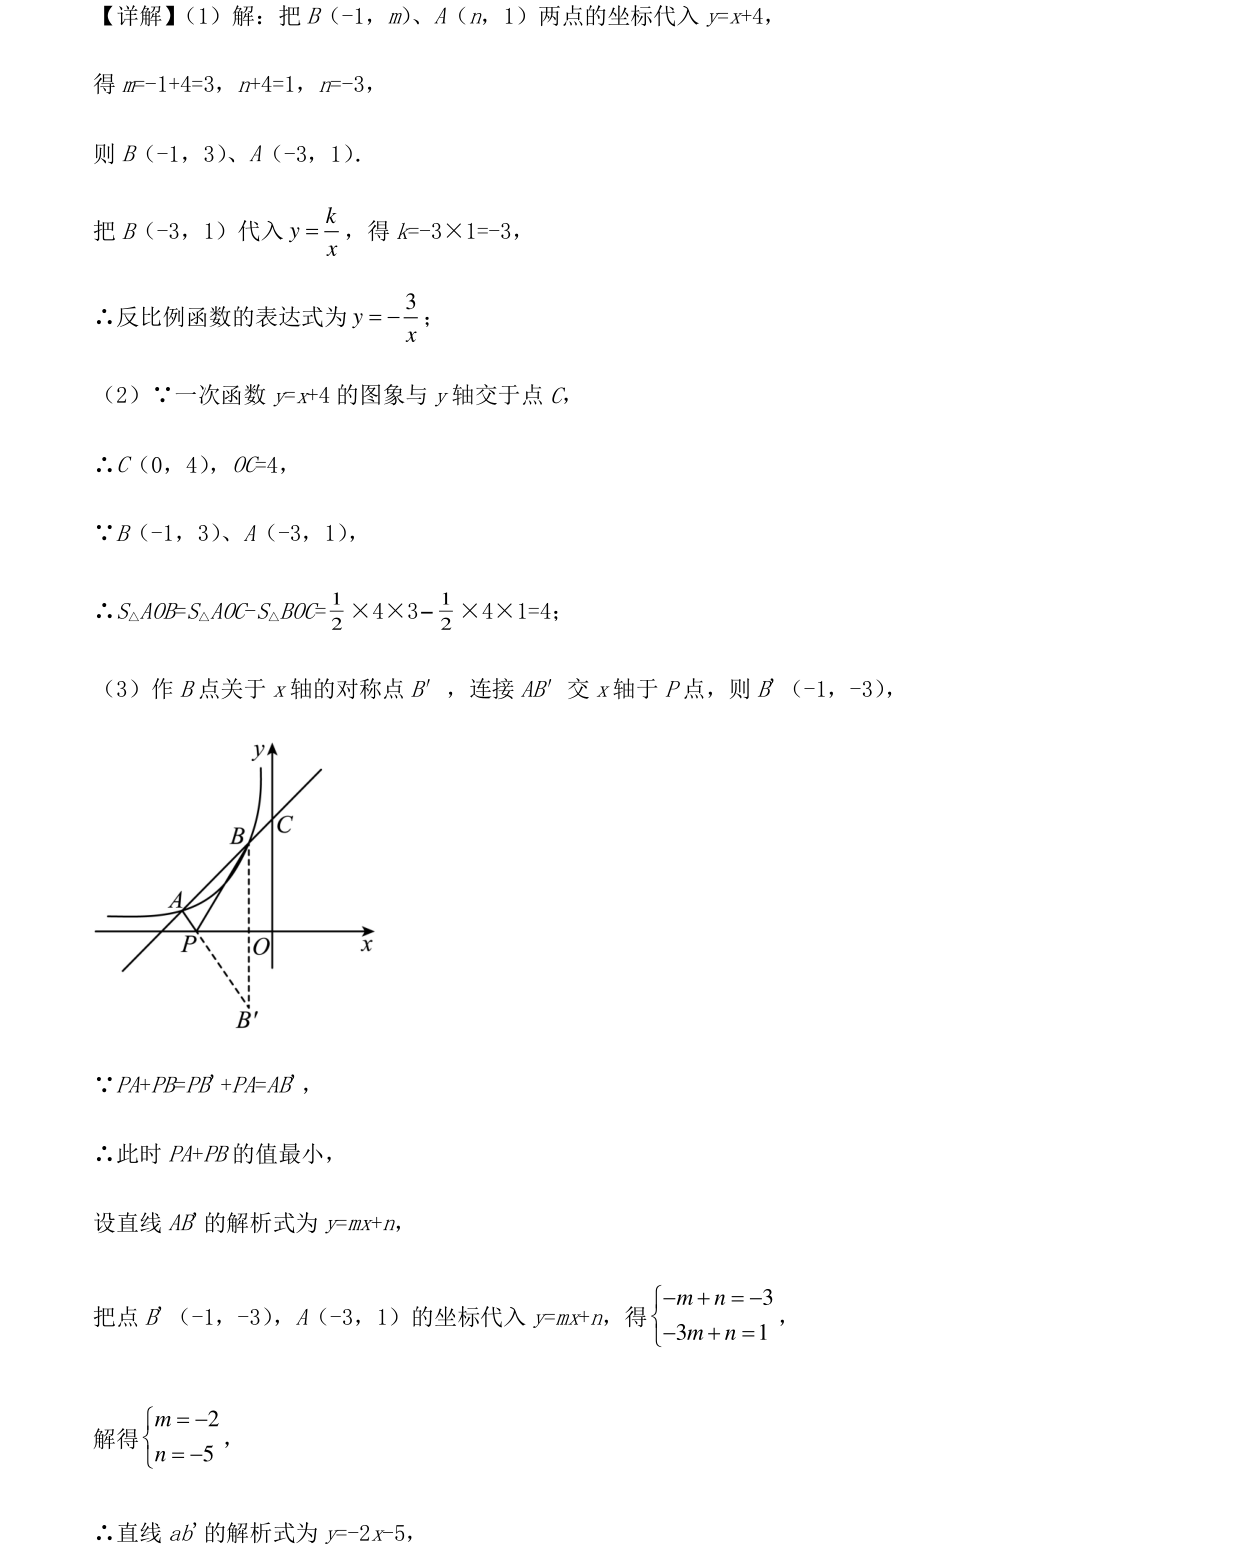 【详解】（1）解：把 B（-1，m）、A（n，1）两点的坐标代入 y=x+4，
得 m=-1+4=3，n+4=1，n=-3，
则 B（-1，3）、A（-3，1）.
把 B（-3，1）代入 y=k/x，得 k=-3×1=-3，
∴反比例函数的表达式为 y=-3/x；
（2）∵一次函数 y=x+4 的图象与 y 轴交于点 C，
∴C（0，4），OC=4，
∵B（-1，3）、A（-3，1），
∴S△AOB=S△AOC-S△BOC=1/2×4×3-1/2×4×1=4；
（3）作 B 点关于 x 轴的对称点 B′，连接 AB′交 x 轴于 P 点，则 B'（-1，-3），
y
B
C
A
P
O
x
B′
∵PA+PB=PB'+PA=AB'，
∴此时 PA+PB 的值最小，
设直线 AB'的解析式为 y=mx+n，
把点 B'（-1，-3），A（-3，1）的坐标代入 y=mx+n，得{-m+n=-3
-3m+n=1，
解得{m=-2
n=-5，
∴直线 ab'的解析式为 y=-2x-5，